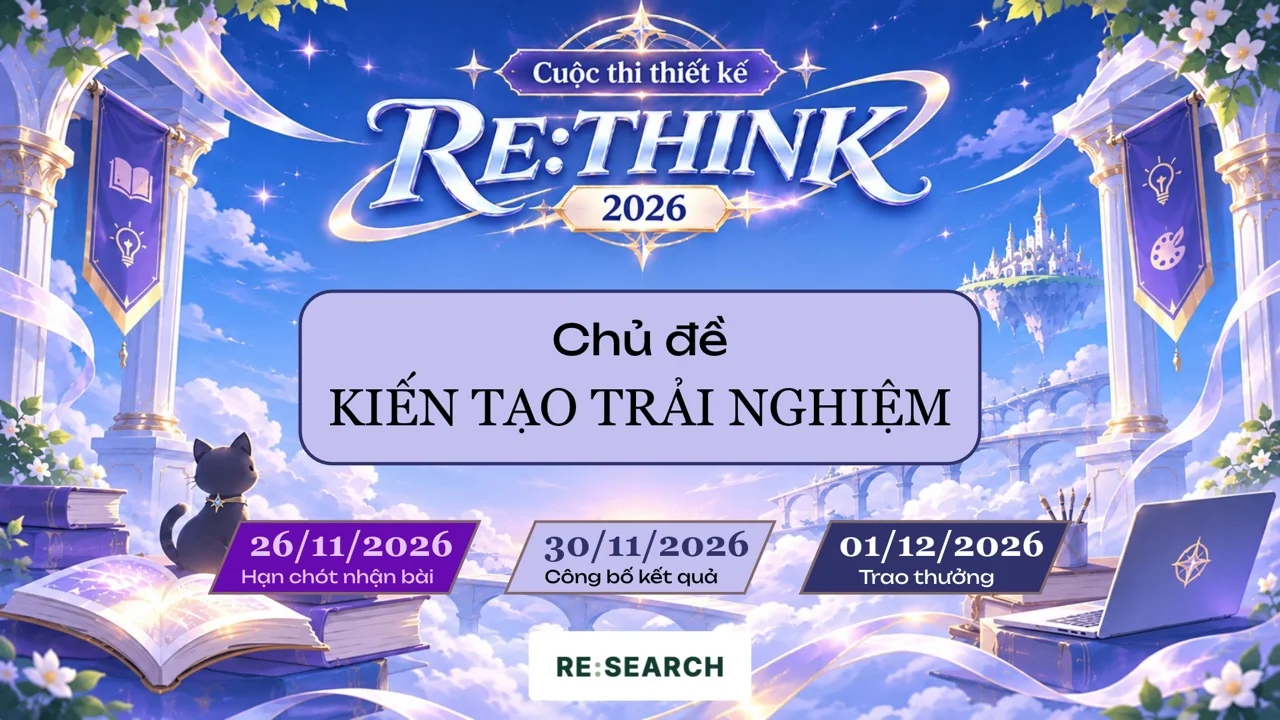 Cuộc thi thiết kế
RE:THINK
2026
Chủ đề
KIẾN TẠO TRẢI NGHIỆM
26/11/2026
Hạn chót nhận bài
30/11/2026
Công bố kết quả
01/12/2026
Trao thưởng
RE:SEARCH